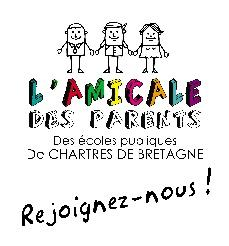 L'AMICALE
DES PARENTS
Des écoles publiques
De CHARTRES DE BRETAGNE
Rejoignez-nous !